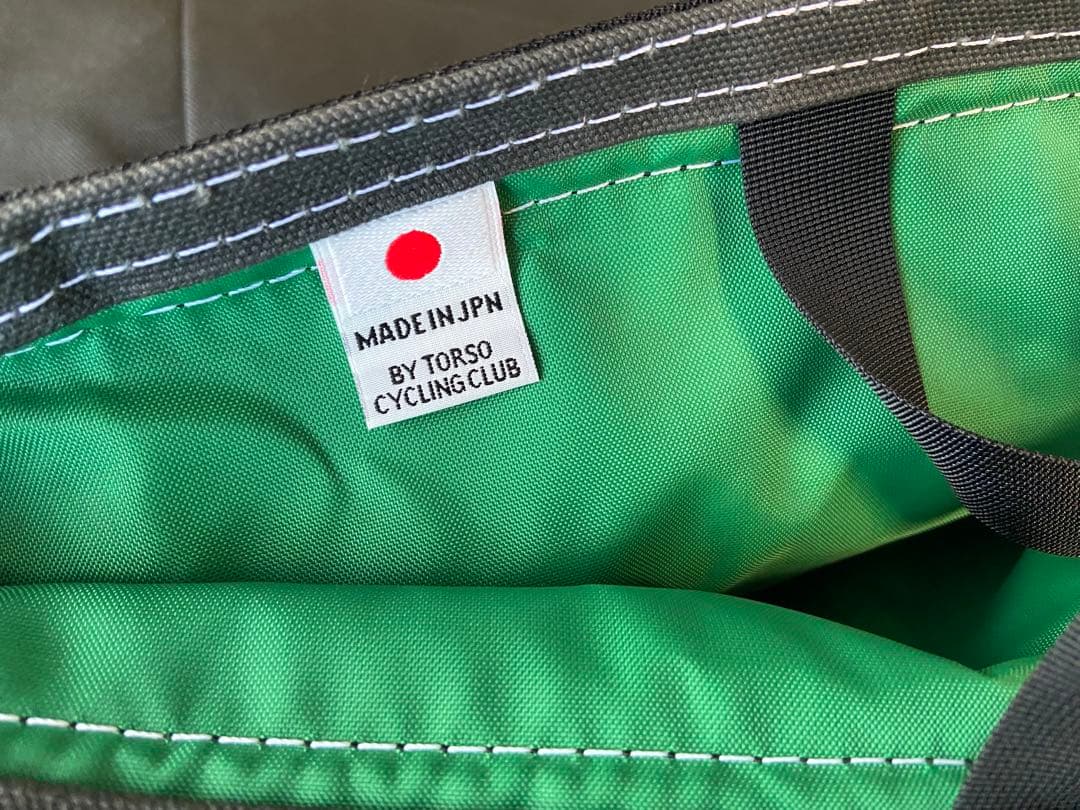 MADE IN JPN
BY TORSO
CYCLING CLUB